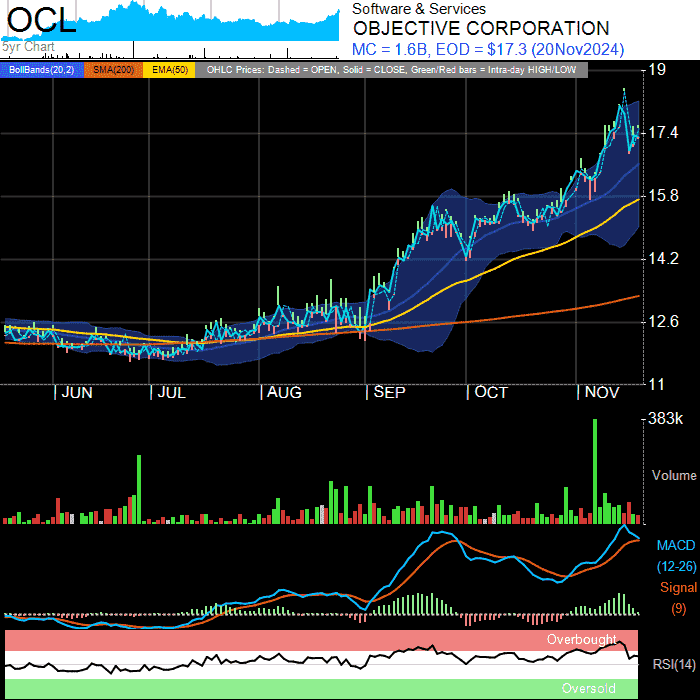 OCL
5yr Chart
Software & Services
OBJECTIVE CORPORATION
MC = 1.6B, EOD = $17.3 (20Nov2024)
BollBands(20,2) SMA(200) EMA(50) OHLC Prices: Dashed = OPEN, Solid = CLOSE, Green/Red bars = Intra-day HIGH/LOW
19
17.4
15.8
14.2
12.6
11
JUN JUL AUG SEP OCT NOV
383k
Volume
MACD
(12-26)
Signal
(9)
Overbought
RSI(14)
Oversold